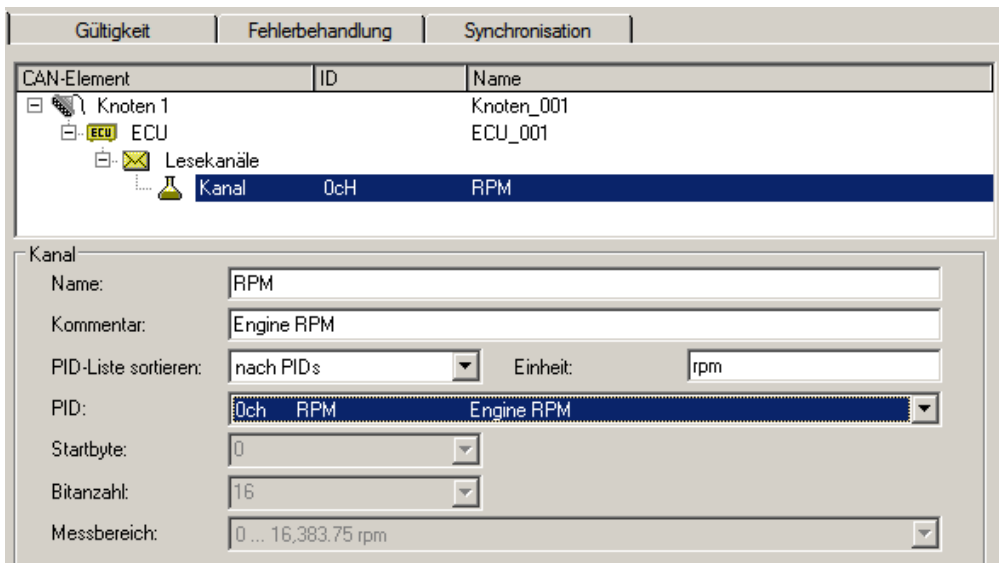 Gültigkeit Fehlerbehandlung Synchronisation
CAN-Element ID Name
Knoten 1 Knoten_001
ECU ECU ECU_001
Lesekanäle
Kanal 0cH RPM
Kanal
Name: RPM
Kommentar: Engine RPM
PID-Liste sortieren: nach PIDs Einheit: rpm
PID: 0ch RPM Engine RPM
Startbyte: 0
Bitanzahl: 16
Messbereich: 0 ... 16,383.75 rpm